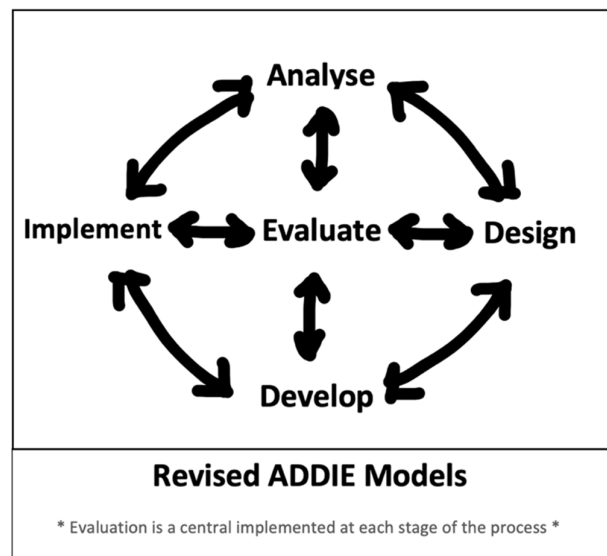 Analyse
Implement Evaluate Design
Develop
Revised ADDIE Models
* Evaluation is a central implemented at each stage of the process *